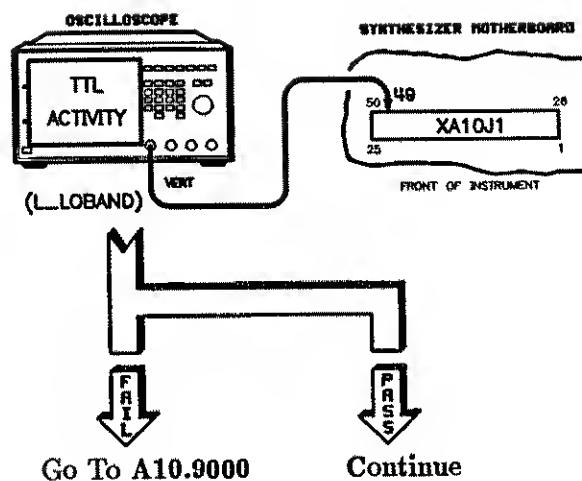 OSCILLOSCOPE
SYNTHESIZER MOTHERBOARD
TTL
ACTIVITY
50
49
26
XA10J1
25
1
VERT
FRONT OF INSTRUMENT
(L_LOBAND)
FAIL
PASS
Go To A10.9000
Continue